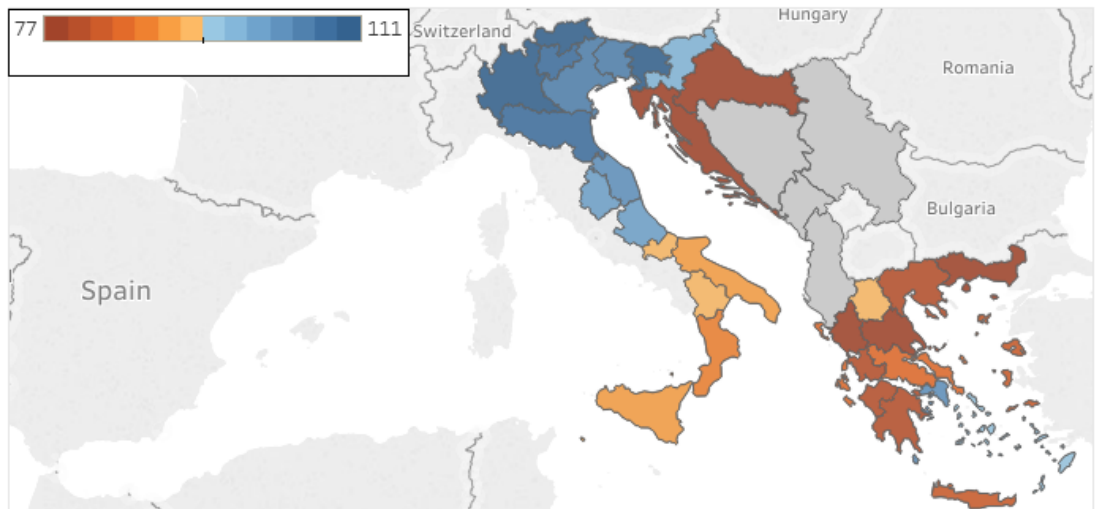 77
111
Switzerland
Hungary
Romania
Bulgaria
Spain